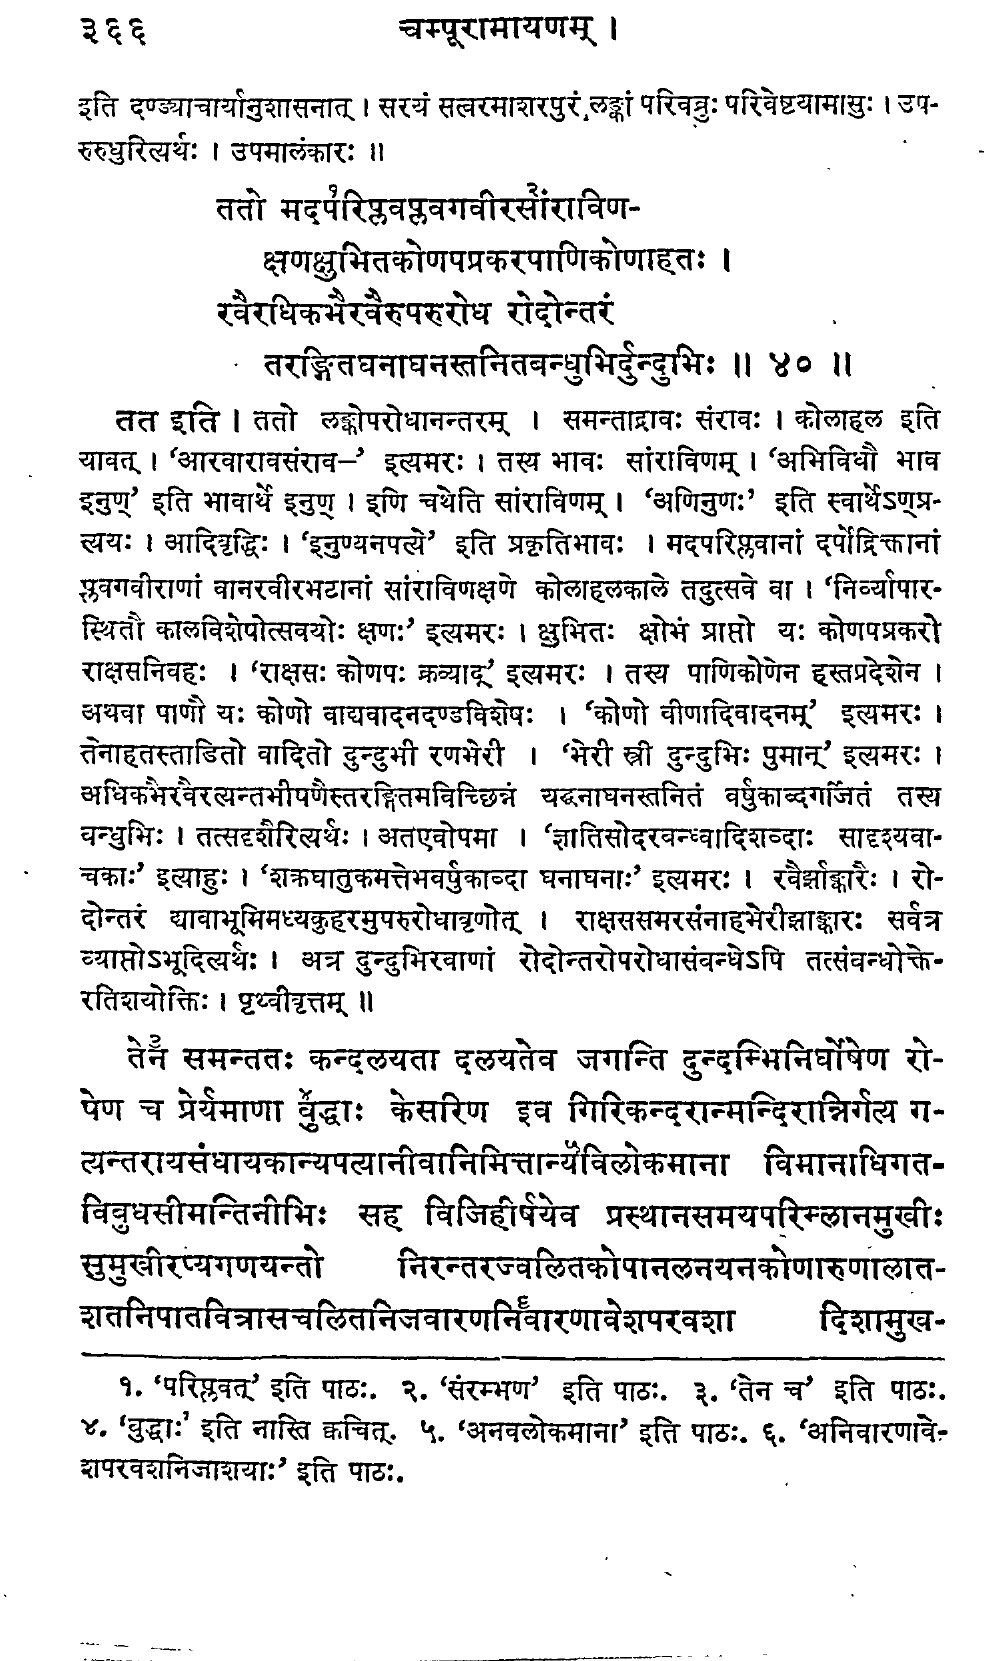 ३६६ चम्पूरामायणम् ।
इति दण्ड्याचार्यानुशासनात् । सरयं सत्वरमाशरपुरं लङ्कां परिवव्रुः परिवेष्टयामासुः । उप-
रुरुधुरित्यर्थः । उपमालंकारः ॥
ततो मदप१रिप्लवप्लवगवीरसां२राविण-
क्षणक्षुभितकोणपप्रकरपाणिकोणाहतः ।
रवैरधिकभैरवैरुपरुरोध रोदोन्तरं
तरङ्गितघनाघनस्तनितबन्धुभिर्दुन्दुभिः ॥ ४० ॥
तत इति । ततो लङ्कोपरोधानन्तरम् । समन्ताद्रावः संरावः । कोलाहल इति
यावत् । ‘आरवारावसंराव–’ इत्यमरः । तस्य भावः सांराविणम् । ‘अभिविधौ भाव
इनुण्’ इति भावार्थे इनुण् । इणि चथेति सांराविणम् । ‘अणिनुणः’ इति स्वार्थेऽण्प्र-
त्ययः । आदिवृद्धिः । ‘इनुण्यनपत्ये’ इति प्रकृतिभावः । मदपरिप्लवानां दर्पोद्रिक्तानां
प्लवगवीराणां वानरवीरभटानां सांराविणक्षणे कोलाहलकाले तदुत्सवे वा । ‘निर्व्यापार-
स्थितौ कालविशेपोत्सवयोः क्षणः’ इत्यमरः । क्षुभितः क्षोभं प्राप्तो यः कोणपप्रकरो
राक्षसनिवहः । ‘राक्षसः कोणपः क्रव्याद्’ इत्यमरः । तस्य पाणिकोणेन हस्तप्रदेशेन ।
अथवा पाणौ यः कोणो वाद्यवादनदण्डविशेषः । ‘कोणो वीणादिवादनम्’ इत्यमरः ।
तेनाहतस्ताडितो वादितो दुन्दुभी रणभेरी । ‘भेरी स्त्री दुन्दुभिः पुमान्’ इत्यमरः ।
अधिकभैरवैरत्यन्तभीपणैस्तरङ्गितमविच्छिन्नं यद्घनाघनस्तनितं वर्षुकाब्दगर्जितं तस्य
बन्धुभिः । तत्सदृशैरित्यर्थः । अतएवोपमा । ‘ज्ञातिसोदरबन्ध्वादिशब्दाः सादृश्यवा-
चकाः’ इत्याहुः । ‘शक्रघातुकमत्तेभवर्षुकाब्दा घनाघनाः’ इत्यमरः । रवैर्झाङ्कारैः । रो-
दोन्तरं द्यावाभूमिमध्यकुहरमुपरुरोधावृणोत् । राक्षससमरसंनाहभेरीझाङ्कारः सर्वत्र
व्याप्तोऽभूदित्यर्थः । अत्र दुन्दुभिरवाणां रोदोन्तरोपरोधासंबन्धेऽपि तत्संबन्धोक्ते-
रतिशयोक्तिः । पृथ्वीवृत्तम् ॥
तेन३ समन्ततः कन्दलयता दलयतेव जगन्ति दुन्दम्भिनिर्घोषेण रो-
षेण च प्रेर्यमाणा वृ४द्धाः केसरिण इव गिरिकन्दरान्मन्दिरान्निर्गत्य ग-
त्यन्तरायसंधायकान्यपत्यानीवानिमित्तान्य५विलोकमाना विमानाधिगत-
विबुधसीमन्तिनीभिः सह विजिहीर्षयेव प्रस्थानसमयपरिम्लानमुखीः
सुमुखीरप्यगणयन्तो निरन्तरज्वलितकोपानलनयनकोणारुणालात-
शतनिपातवित्रासचलितनिजवारणनि६र्वारणावेशपरवशा दिशामुख-
१. ‘परिप्लवत्’ इति पाठः. २. ‘संरम्भण’ इति पाठः. ३. ‘तेन च’ इति पाठः.
४. ‘वृद्धाः’ इति नास्ति क्वचित्. ५. ‘अनवलोकमाना’ इति पाठः. ६. ‘अनिवारणावे-
शपरवशनिजाशयाः’ इति पाठः.